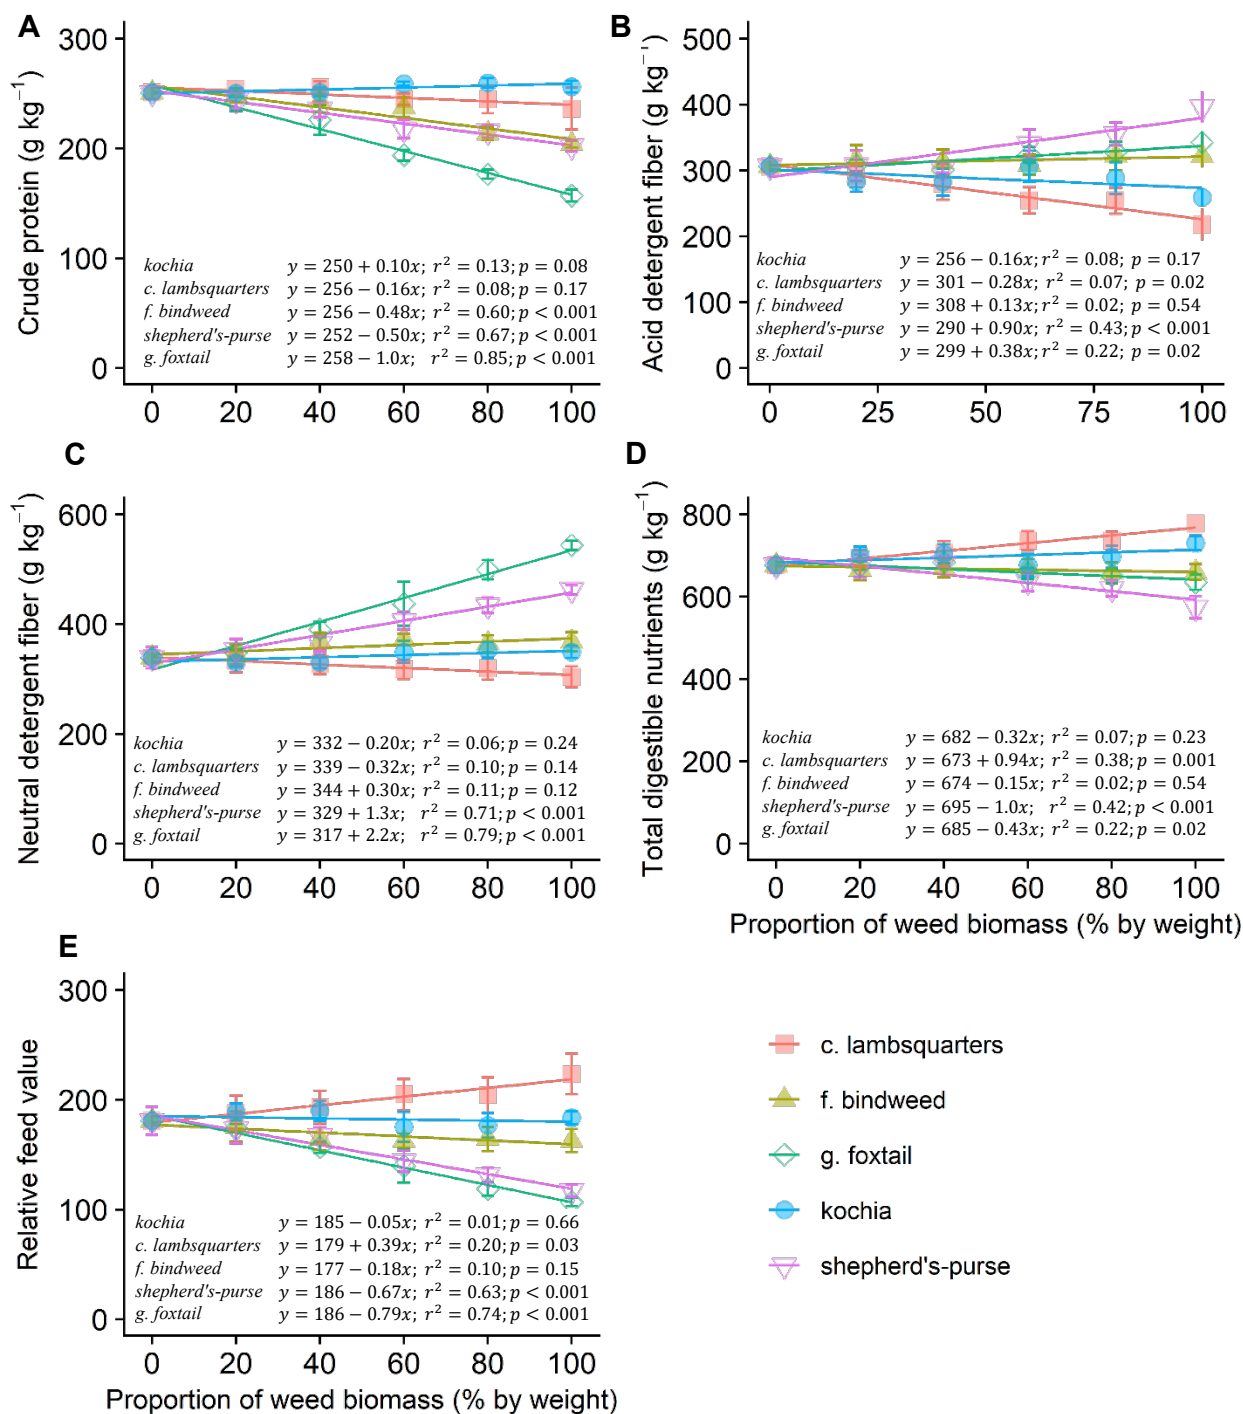 A
B
300
200
100
0
Crude protein (g kg⁻¹)
kochia y = 250 + 0.10x; r² = 0.13; p = 0.08
c. lambsquarters y = 256 − 0.16x; r² = 0.08; p = 0.17
f. bindweed y = 256 − 0.48x; r² = 0.60; p < 0.001
shepherd's-purse y = 252 − 0.50x; r² = 0.67; p < 0.001
g. foxtail y = 258 − 1.0x; r² = 0.85; p < 0.001
0 20 40 60 80 100
500
400
300
200
100
0
Acid detergent fiber (g kg⁻¹)
kochia y = 256 − 0.16x; r² = 0.08; p = 0.17
c. lambsquarters y = 301 − 0.28x; r² = 0.07; p = 0.02
f. bindweed y = 308 + 0.13x; r² = 0.02; p = 0.54
shepherd's-purse y = 290 + 0.90x; r² = 0.43; p < 0.001
g. foxtail y = 299 + 0.38x; r² = 0.22; p = 0.02
0 25 50 75 100
C
D
600
400
200
0
Neutral detergent fiber (g kg⁻¹)
kochia y = 332 − 0.20x; r² = 0.06; p = 0.24
c. lambsquarters y = 339 − 0.32x; r² = 0.10; p = 0.14
f. bindweed y = 344 + 0.30x; r² = 0.11; p = 0.12
shepherd's-purse y = 329 + 1.3x; r² = 0.71; p < 0.001
g. foxtail y = 317 + 2.2x; r² = 0.79; p < 0.001
0 20 40 60 80 100
800
600
400
200
0
Total digestible nutrients (g kg⁻¹)
kochia y = 682 − 0.32x; r² = 0.07; p = 0.23
c. lambsquarters y = 673 + 0.94x; r² = 0.38; p = 0.001
f. bindweed y = 674 − 0.15x; r² = 0.02; p = 0.54
shepherd's-purse y = 695 − 1.0x; r² = 0.42; p < 0.001
g. foxtail y = 685 − 0.43x; r² = 0.22; p = 0.02
0 20 40 60 80 100
Proportion of weed biomass (% by weight)
E
300
200
100
0
Relative feed value
kochia y = 185 − 0.05x; r² = 0.01; p = 0.66
c. lambsquarters y = 179 + 0.39x; r² = 0.20; p = 0.03
f. bindweed y = 177 − 0.18x; r² = 0.10; p = 0.15
shepherd's-purse y = 186 − 0.67x; r² = 0.63; p < 0.001
g. foxtail y = 186 − 0.79x; r² = 0.74; p < 0.001
0 20 40 60 80 100
Proportion of weed biomass (% by weight)
c. lambsquarters
f. bindweed
g. foxtail
kochia
shepherd's-purse